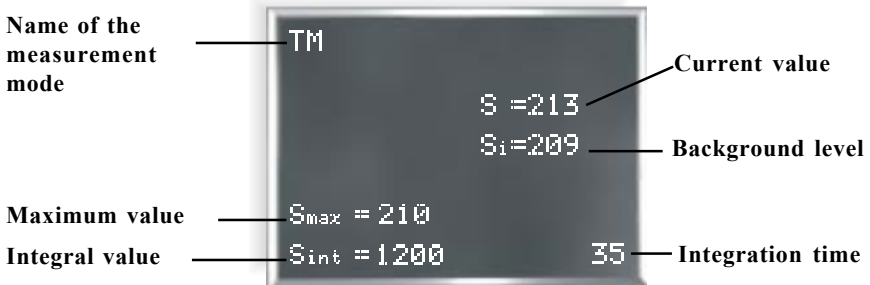 Name of the
measurement
mode
TM
Current value
S =213
Si=209
Background level
Maximum value
Smax = 210
Integral value
Sint = 1200
35
Integration time